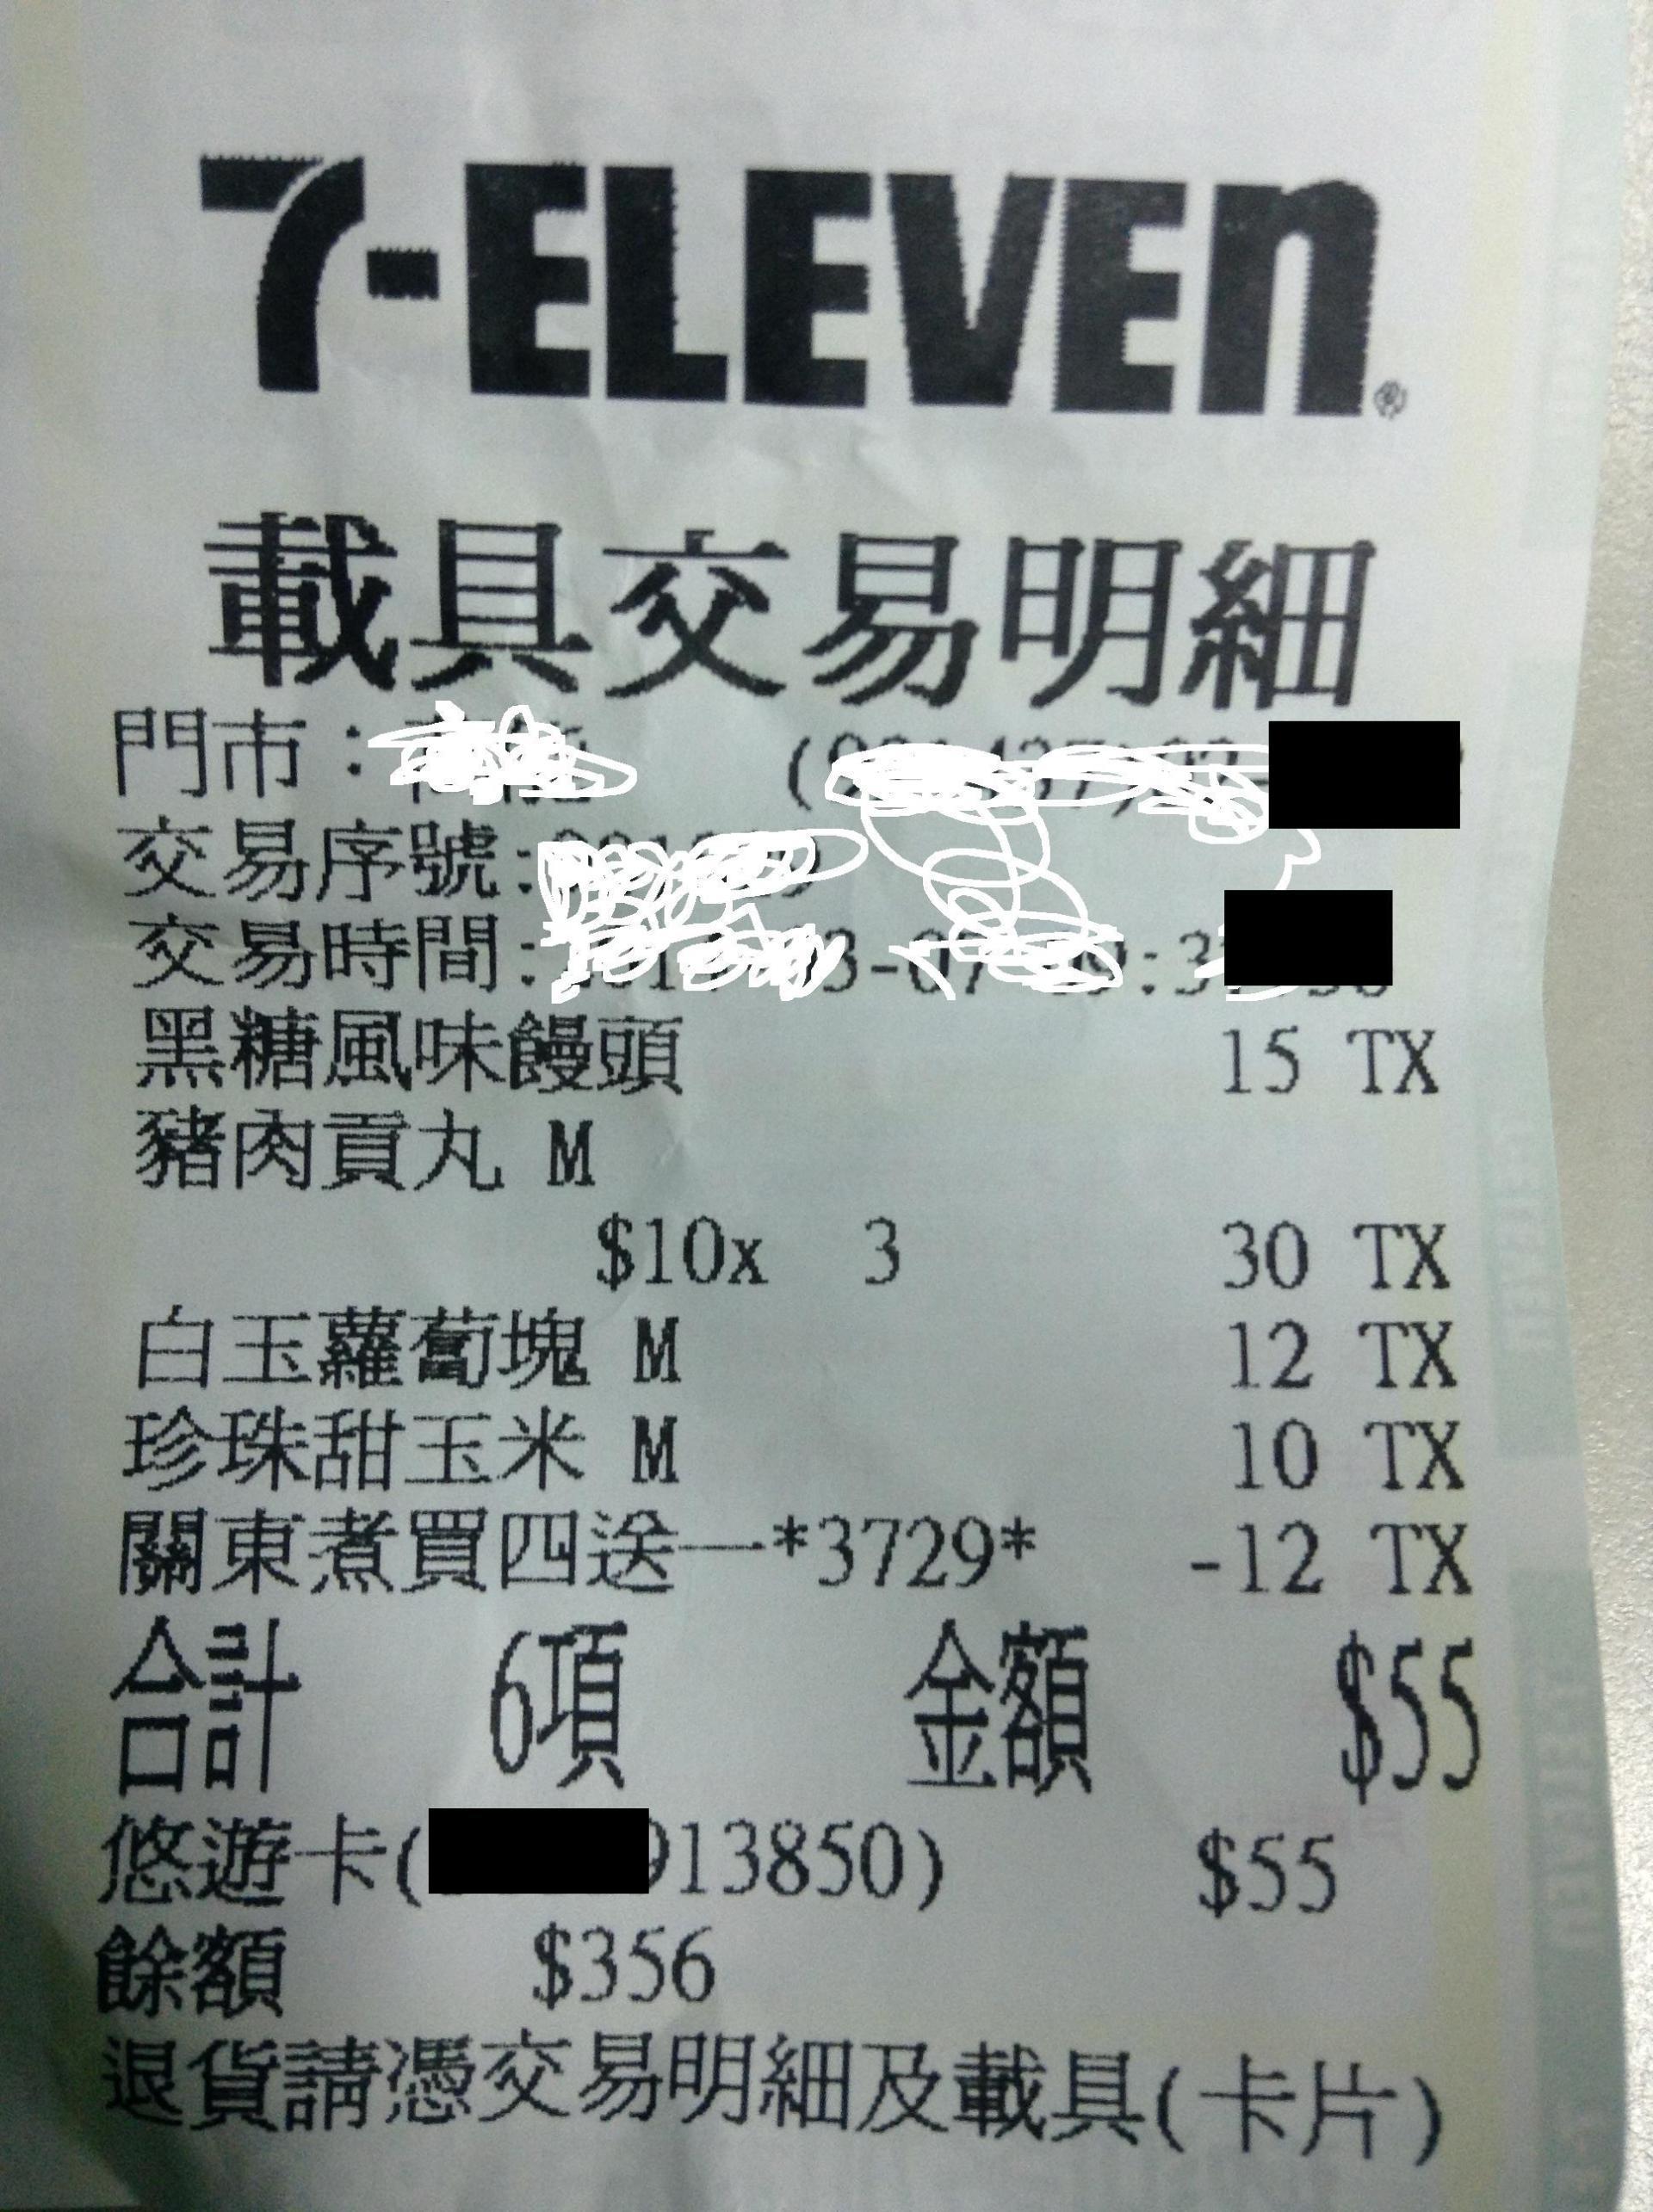 7-ELEVEN®
載具交易明細
門市:
交易序號:
交易時間:
黑糖風味饅頭 15 TX
豬肉貢丸 M
$10x 3 30 TX
白玉蘿蔔塊 M 12 TX
珍珠甜玉米 M 10 TX
關東煮買四送一*3729* -12 TX
合計 6項 金額 $55
悠遊卡( 913850) $55
餘額 $356
退貨請憑交易明細及載具(卡片)